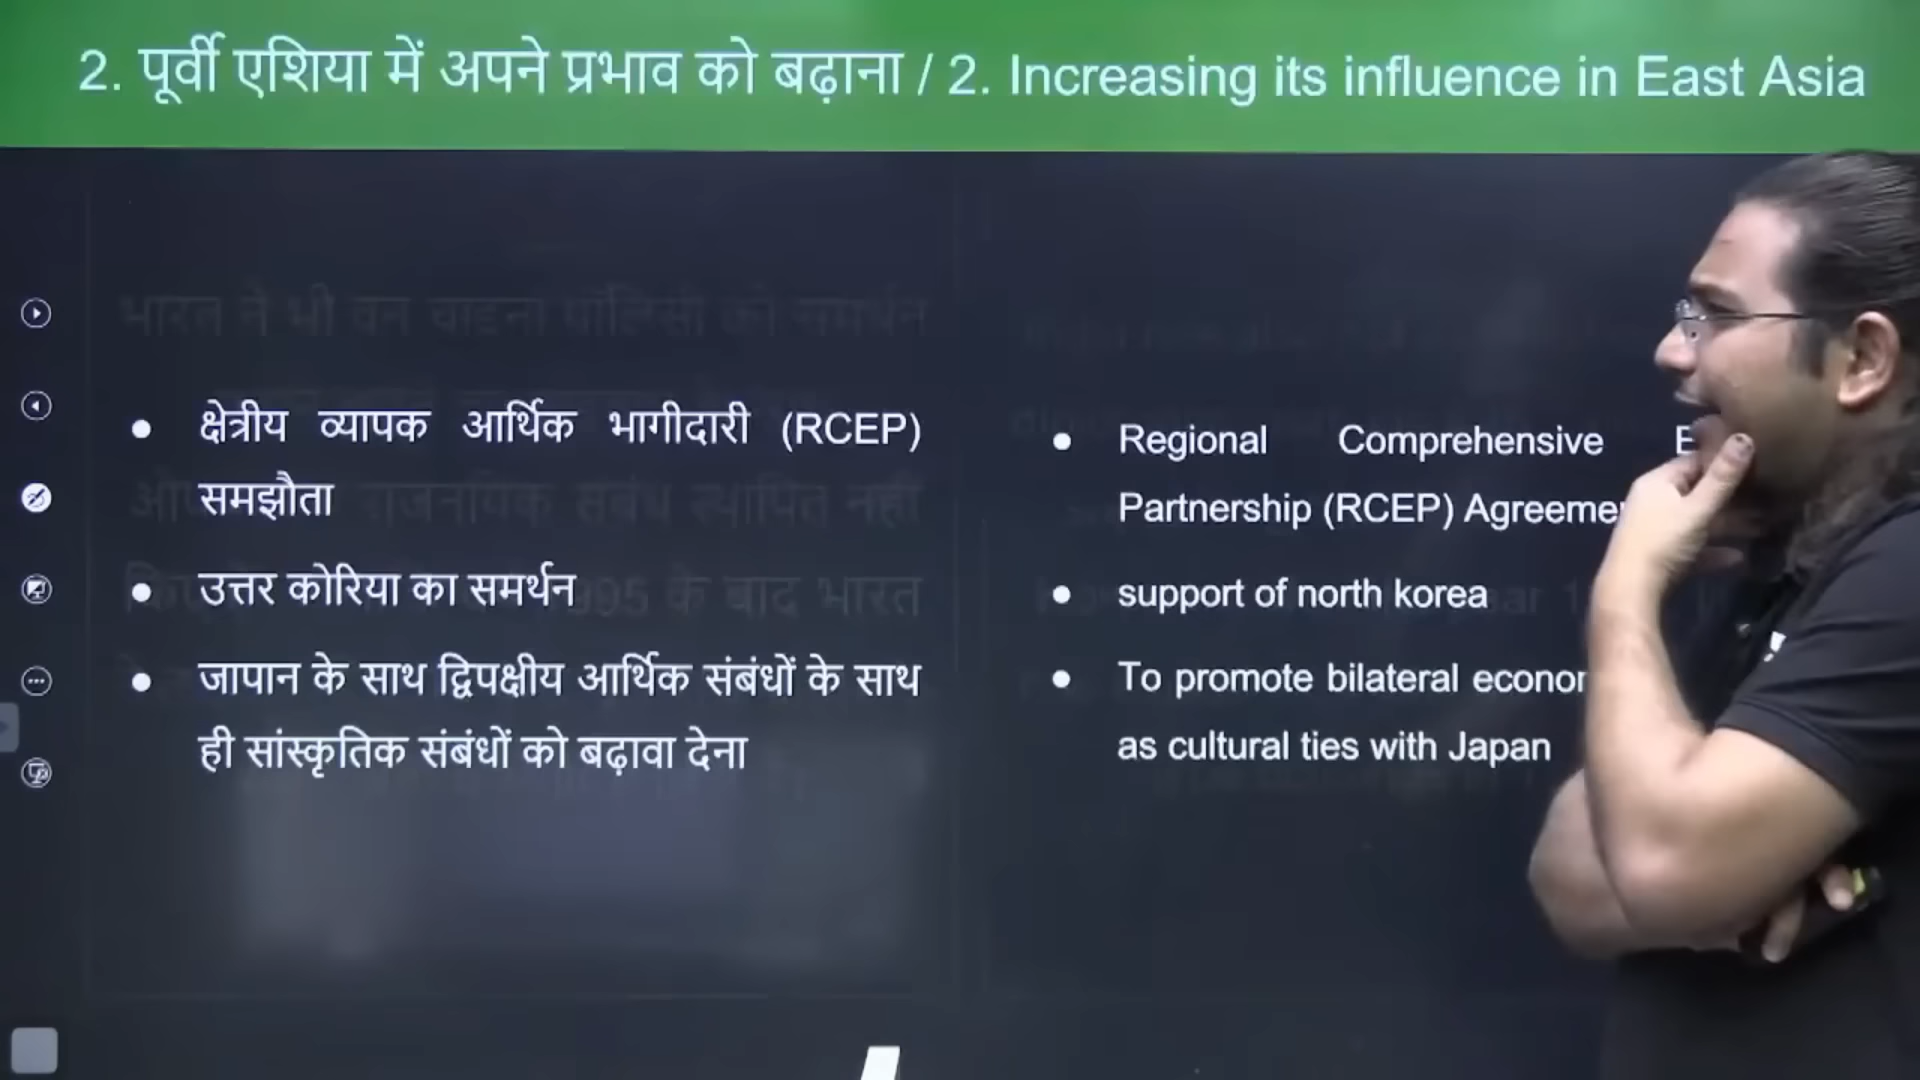 2. पूर्वी एशिया में अपने प्रभाव को बढ़ाना / 2. Increasing its influence in East Asia
● क्षेत्रीय व्यापक आर्थिक भागीदारी (RCEP)
समझौता
● उत्तर कोरिया का समर्थन
● जापान के साथ द्विपक्षीय आर्थिक संबंधों के साथ
ही सांस्कृतिक संबंधों को बढ़ावा देना
● Regional Comprehensive
Partnership (RCEP)
● support of north korea
● To promote bilateral
as cultural ties with Japan